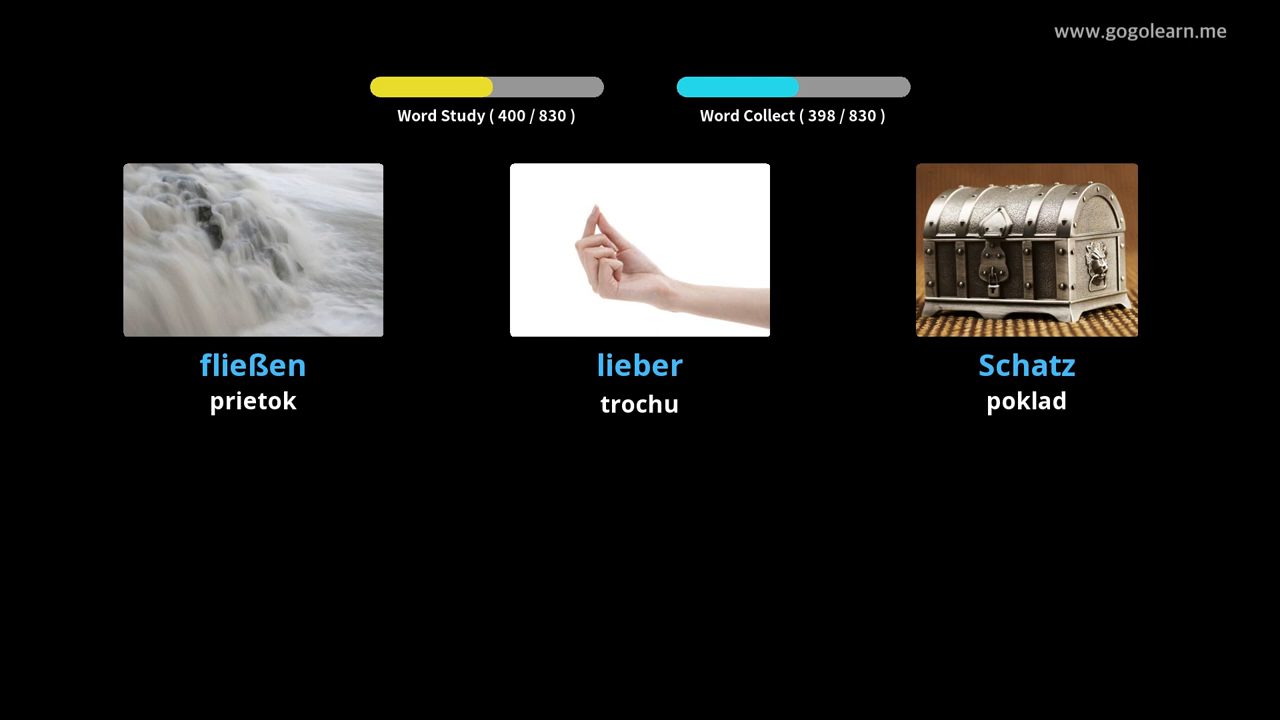 www.gogolearn.me
Word Study ( 400 / 830 )
Word Collect ( 398 / 830 )
fließen
prietok
lieber
trochu
Schatz
poklad